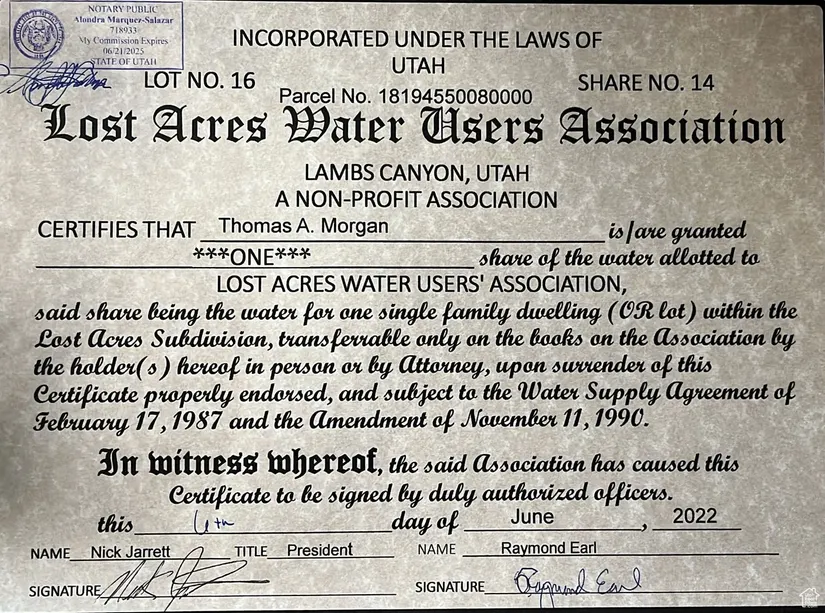 NOTARY PUBLIC
Alondra Marquez-Salazar
718933
My Commission Expires
06/21/2025
STATE OF UTAH
INCORPORATED UNDER THE LAWS OF
UTAH
LOT NO. 16
SHARE NO. 14
Parcel No. 18194550080000
Lost Acres Water Users Association
LAMBS CANYON, UTAH
A NON-PROFIT ASSOCIATION
CERTIFIES THAT Thomas A. Morgan is/are granted
***ONE*** share of the water allotted to
LOST ACRES WATER USERS' ASSOCIATION,
said share being the water for one single family dwelling (OR lot) within the
Lost Acres Subdivision, transferrable only on the books on the Association by
the holder(s) hereof in person or by Attorney, upon surrender of this
Certificate properly endorsed, and subject to the Water Supply Agreement of
February 17, 1987 and the Amendment of November 11, 1990.
In witness whereof, the said Association has caused this
Certificate to be signed by duly authorized officers.
this 6th day of June, 2022
NAME Nick Jarrett TITLE President NAME Raymond Earl
SIGNATURE SIGNATURE Raymund Earl